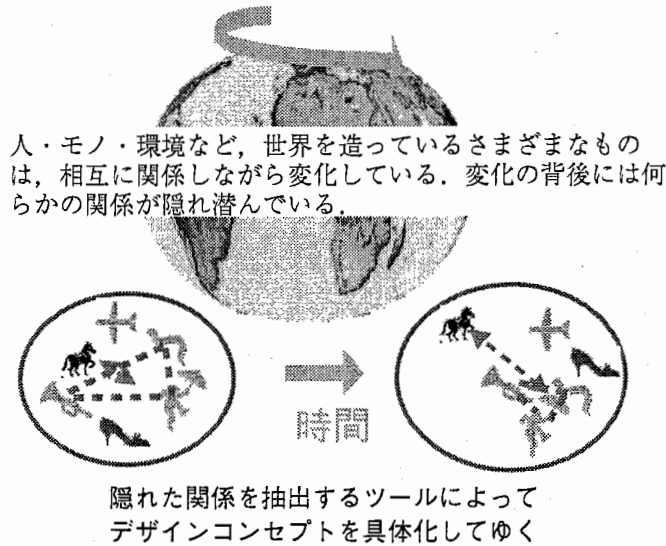 人・モノ・環境など，世界を造っているさまざまなもの
は，相互に関係しながら変化している．変化の背後には何
らかの関係が隠れ潜んでいる．
時間
隠れた関係を抽出するツールによって
デザインコンセプトを具体化してゆく